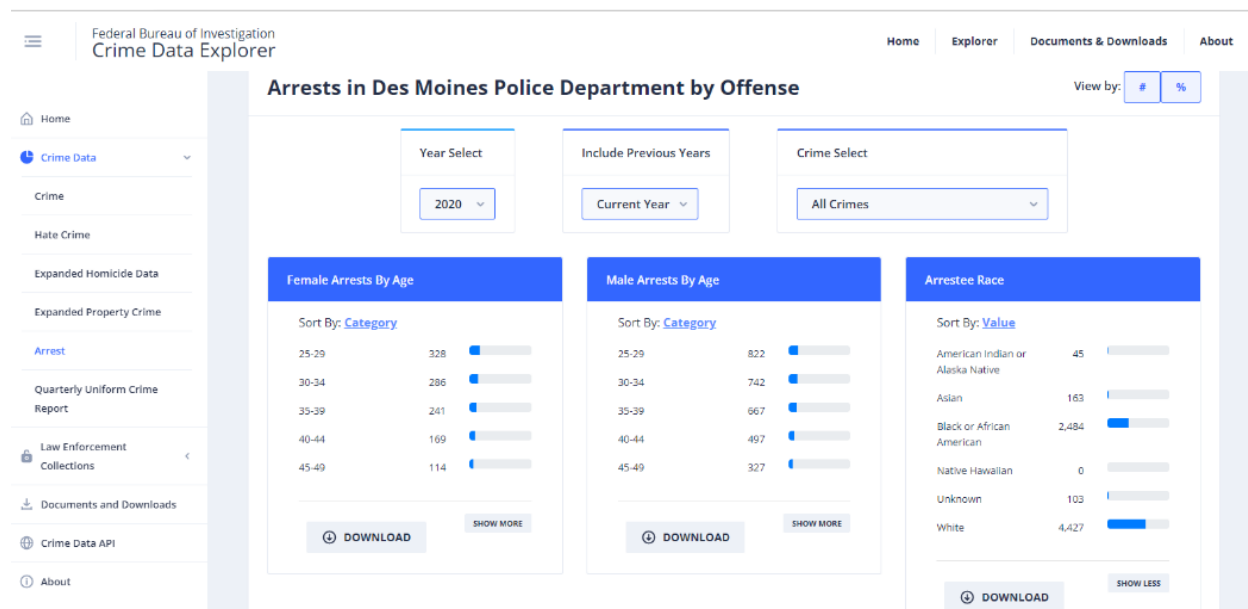 Federal Bureau of Investigation
Crime Data Explorer
Home
Explorer
Documents & Downloads
About
Home
Crime Data
Crime
Hate Crime
Expanded Homicide Data
Expanded Property Crime
Arrest
Quarterly Uniform Crime
Report
Law Enforcement
Collections
Documents and Downloads
Crime Data API
About
Arrests in Des Moines Police Department by Offense
View by: # %
Year Select
2020
Include Previous Years
Current Year
Crime Select
All Crimes
Female Arrests By Age
Sort By: Category
25-29 328
30-34 286
35-39 241
40-44 169
45-49 114
SHOW MORE
DOWNLOAD
Male Arrests By Age
Sort By: Category
25-29 822
30-34 742
35-39 667
40-44 497
45-49 327
SHOW MORE
DOWNLOAD
Arrestee Race
Sort By: Value
American Indian or 45
Alaska Native
Asian 163
Black or African 2,484
American
Native Hawaiian 0
Unknown 103
White 4,427
SHOW LESS
DOWNLOAD